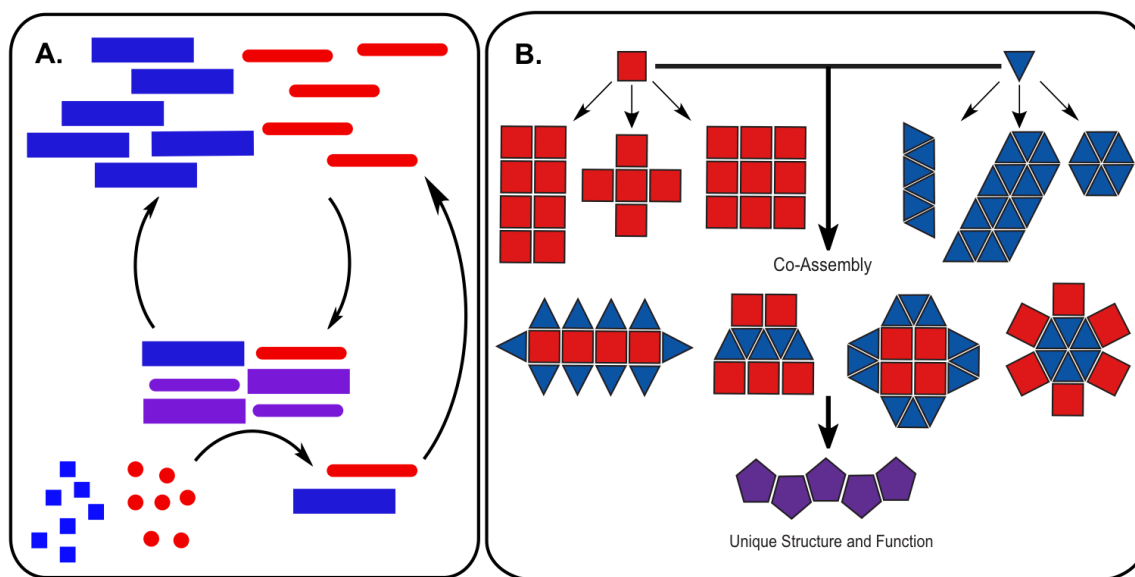 A.
B.
Co-Assembly
Unique Structure and Function